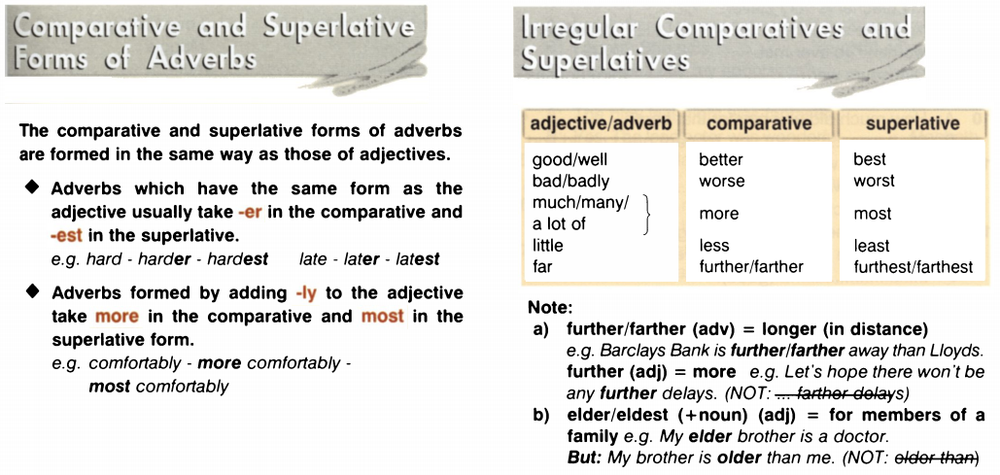 Comparative and Superlative
Forms of Adverbs
The comparative and superlative forms of adverbs
are formed in the same way as those of adjectives.
◆ Adverbs which have the same form as the
adjective usually take -er in the comparative and
-est in the superlative.
e.g. hard - harder - hardest late - later - latest
◆ Adverbs formed by adding -ly to the adjective
take more in the comparative and most in the
superlative form.
e.g. comfortably - more comfortably -
most comfortably
Irregular Comparatives and
Superlatives
adjective/adverb comparative superlative
good/well better best
bad/badly worse worst
much/many/
a lot of } more most
little less least
far further/farther furthest/farthest
Note:
a) further/farther (adv) = longer (in distance)
e.g. Barclays Bank is further/farther away than Lloyds.
further (adj) = more e.g. Let's hope there won't be
any further delays. (NOT: ... farther delays)
b) elder/eldest (+noun) (adj) = for members of a
family e.g. My elder brother is a doctor.
But: My brother is older than me. (NOT: elder than)